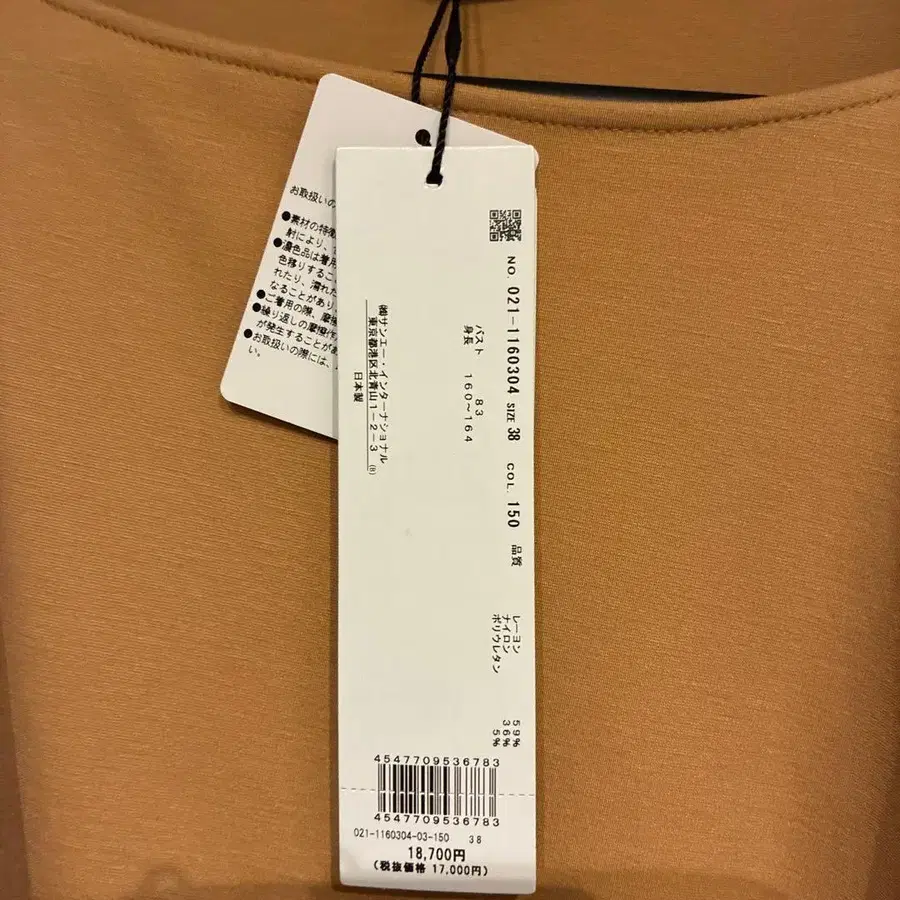 お取扱いの
●素材の特徴
射により、
●濃色品は着用
色移りするこ
れたり、濡れた
なることがあり、
●ご着用の際、摩擦
●繰り返しの摩擦
が発生することがあ
●お取扱いの際には、
い。
NO. 021-1160304 SIZE 38 COL. 150 品質
レーヨン 59%
ナイロン 36%
ポリウレタン 5%
バスト 83
身長 160~164
㈱サンエー・インターナショナル
東京都港区北青山1-2-3 (B)
日本製
4547709536783
4547709536783
021-1160304-03-150 38
18,700円
(税抜価格 17,000円)